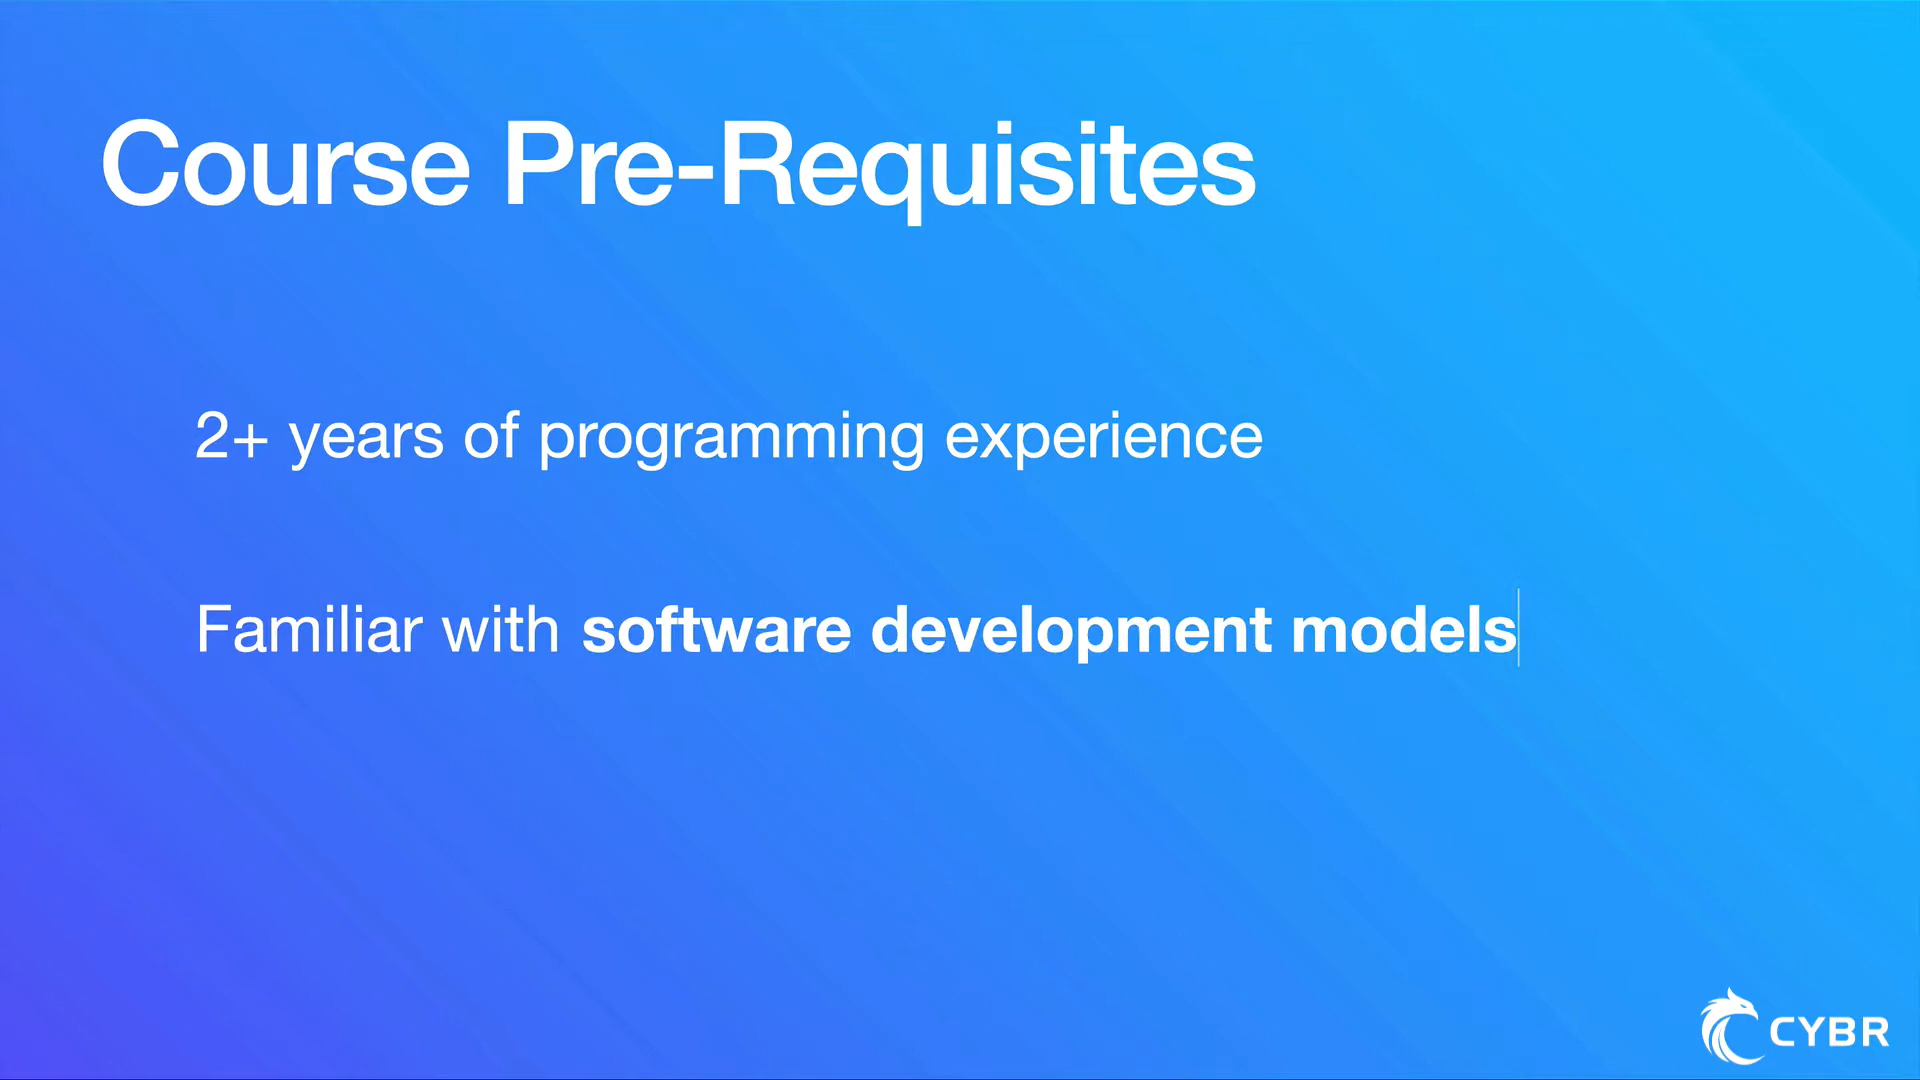 Course Pre-Requisites
2+ years of programming experience
Familiar with software development models
CYBR